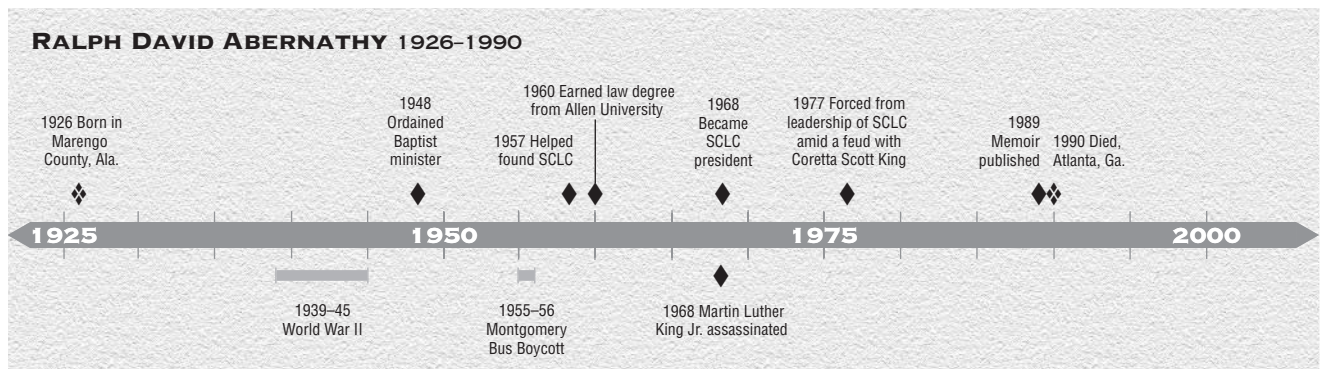 RALPH DAVID ABERNATHY 1926–1990
1926 Born in
Marengo
County, Ala.
1948
Ordained
Baptist
minister
1957 Helped
found SCLC
1960 Earned law degree
from Allen University
1968
Became
SCLC
president
1977 Forced from
leadership of SCLC
amid a feud with
Coretta Scott King
1989
Memoir
published
1990 Died,
Atlanta, Ga.
1925
1950
1975
2000
1939–45
World War II
1955–56
Montgomery
Bus Boycott
1968 Martin Luther
King Jr. assassinated